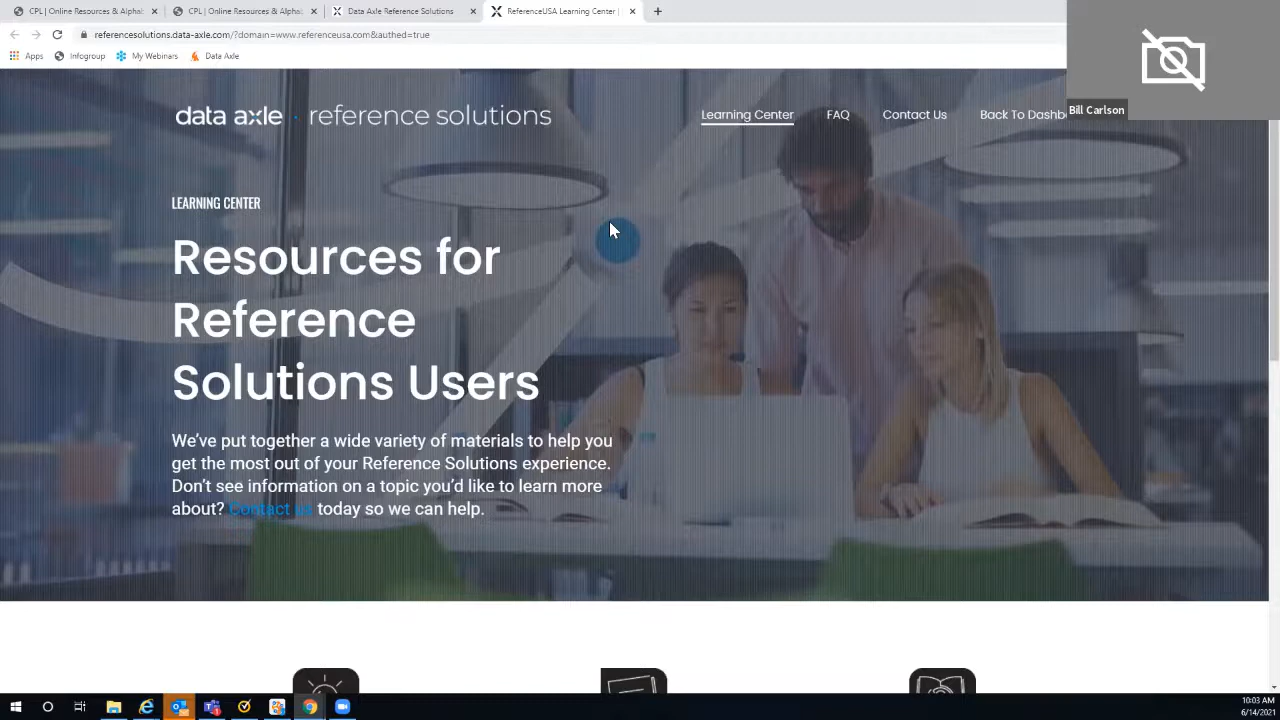 CPL | Online Resources & Alphab
CPL | Online Resources & Alphab
Data Axle Reference Solutions
ReferenceUSA Learning Center |
referencesolutions.data-axle.com/?domain=www.referenceusa.com&authed=true
Apps
Infogroup
My Webinars
Data Axle
data axle · reference solutions
Learning Center
FAQ
Contact Us
Back To Dashbo
Bill Carlson
LEARNING CENTER
Resources for
Reference
Solutions Users
We've put together a wide variety of materials to help you
get the most out of your Reference Solutions experience.
Don't see information on a topic you'd like to learn more
about? Contact us today so we can help.
10:03 AM
6/14/2021